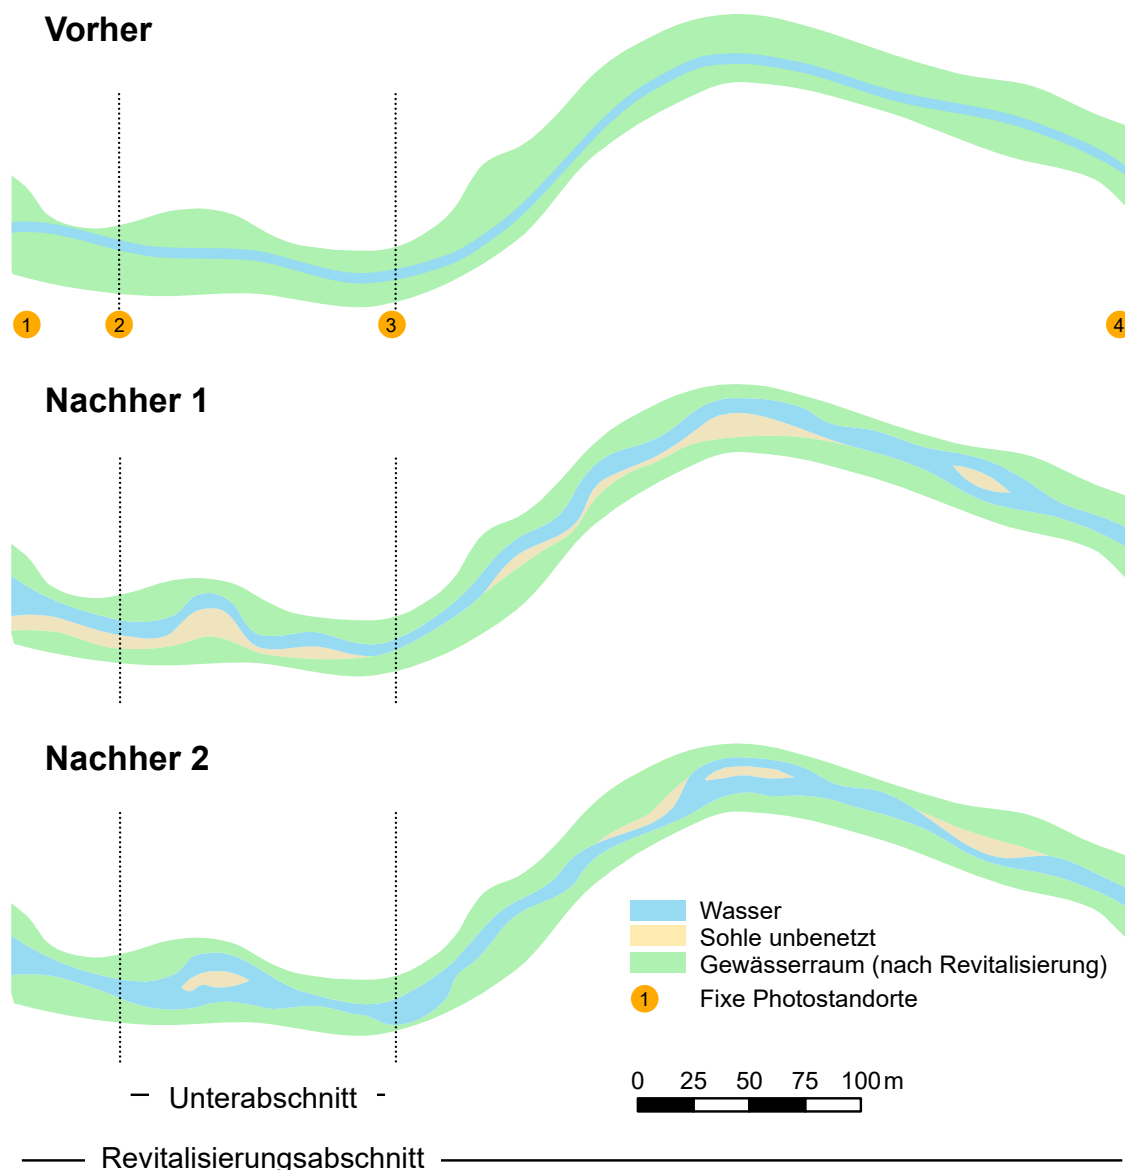 Vorher
1 2 3 4
Nachher 1
Nachher 2
Wasser
Sohle unbenetzt
Gewässerraum (nach Revitalisierung)
1 Fixe Photostandorte
0 25 50 75 100 m
Unterabschnitt
Revitalisierungsabschnitt